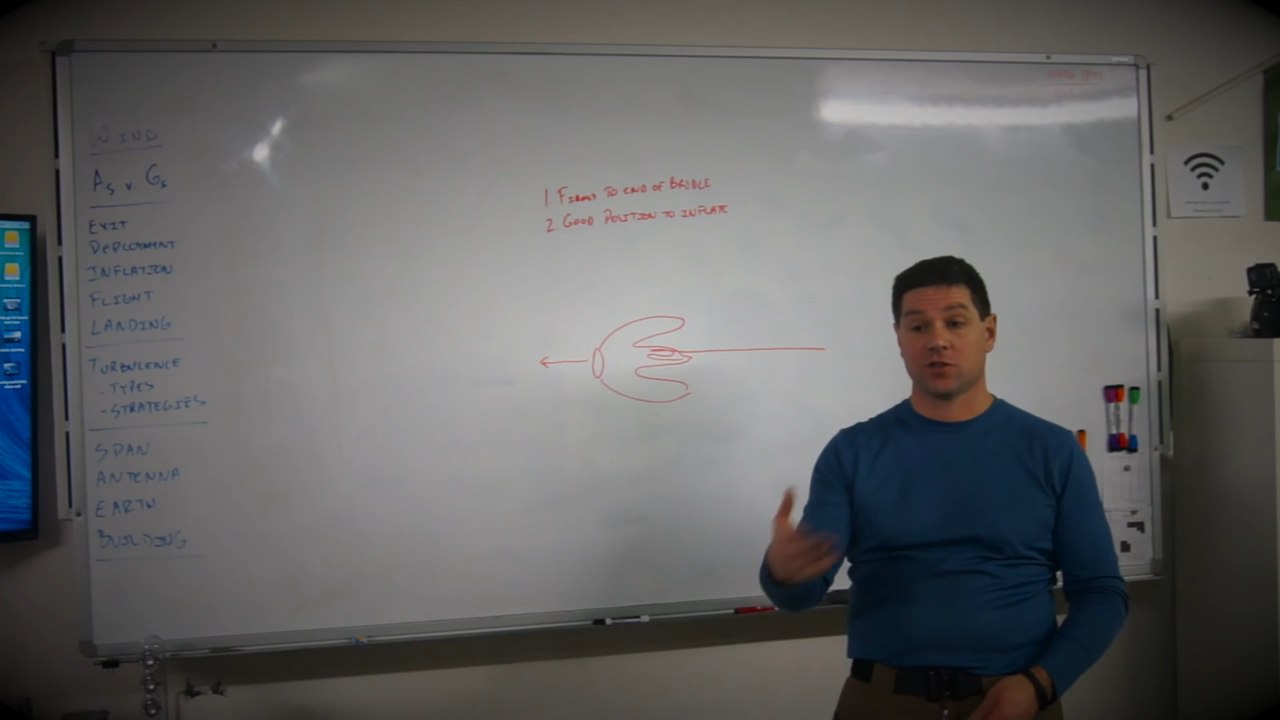 WIND
As v. Gs
EXIT
DEPLOYMENT
INFLATION
FLIGHT
LANDING
TURBULENCE
- TYPES
- STRATEGIES
SPAN
ANTENNA
EARTH
BUILDING
1. FIRMLY TO END OF BRIDLE
2. GOOD POSITION TO INFLATE